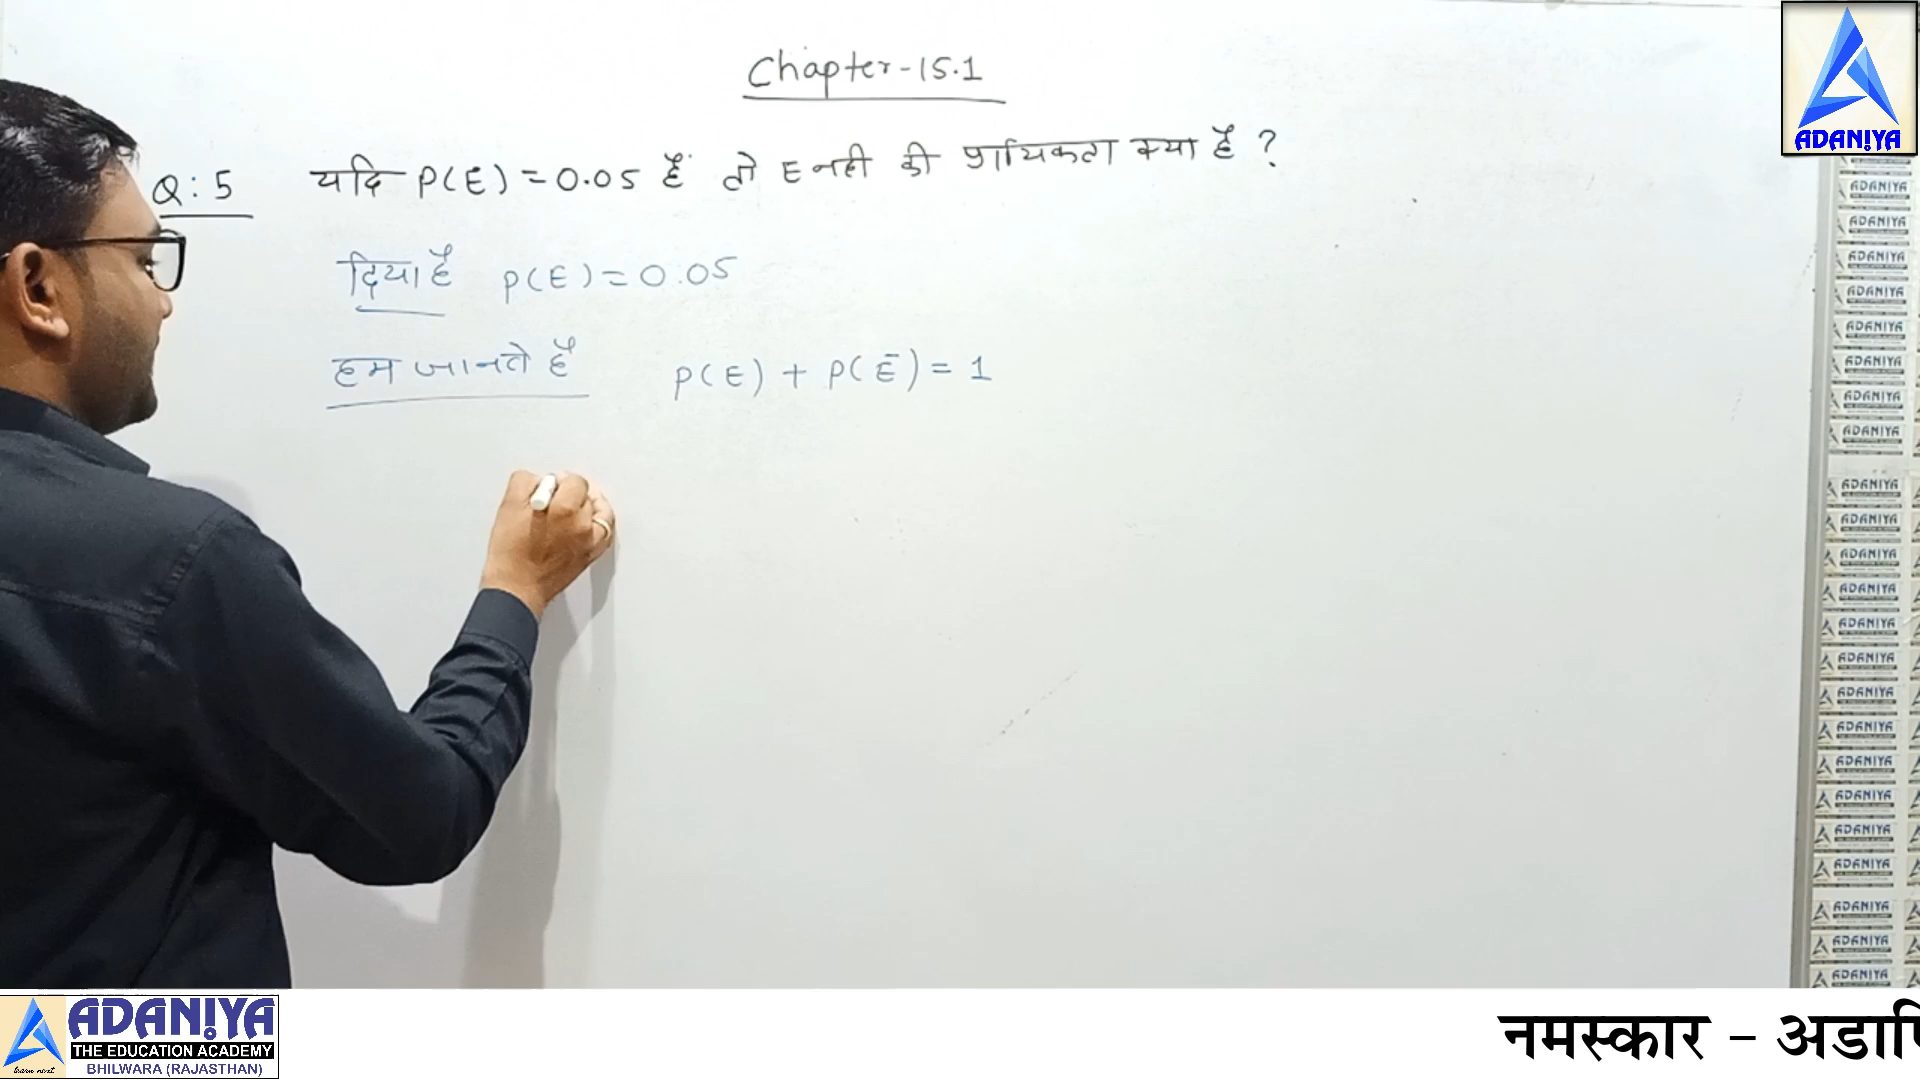 Chapter-15.1
Q: 5 यदि P(E) = 0.05 है तो E नही की प्रायिकता क्या है ?
दिया है P(E) = 0.05
हम जानते है P(E) + P(Ē) = 1
ADANIYA
ADANIYA
THE EDUCATION ACADEMY
learn next
BHILWARA (RAJASTHAN)
नमस्कार – अडाणि